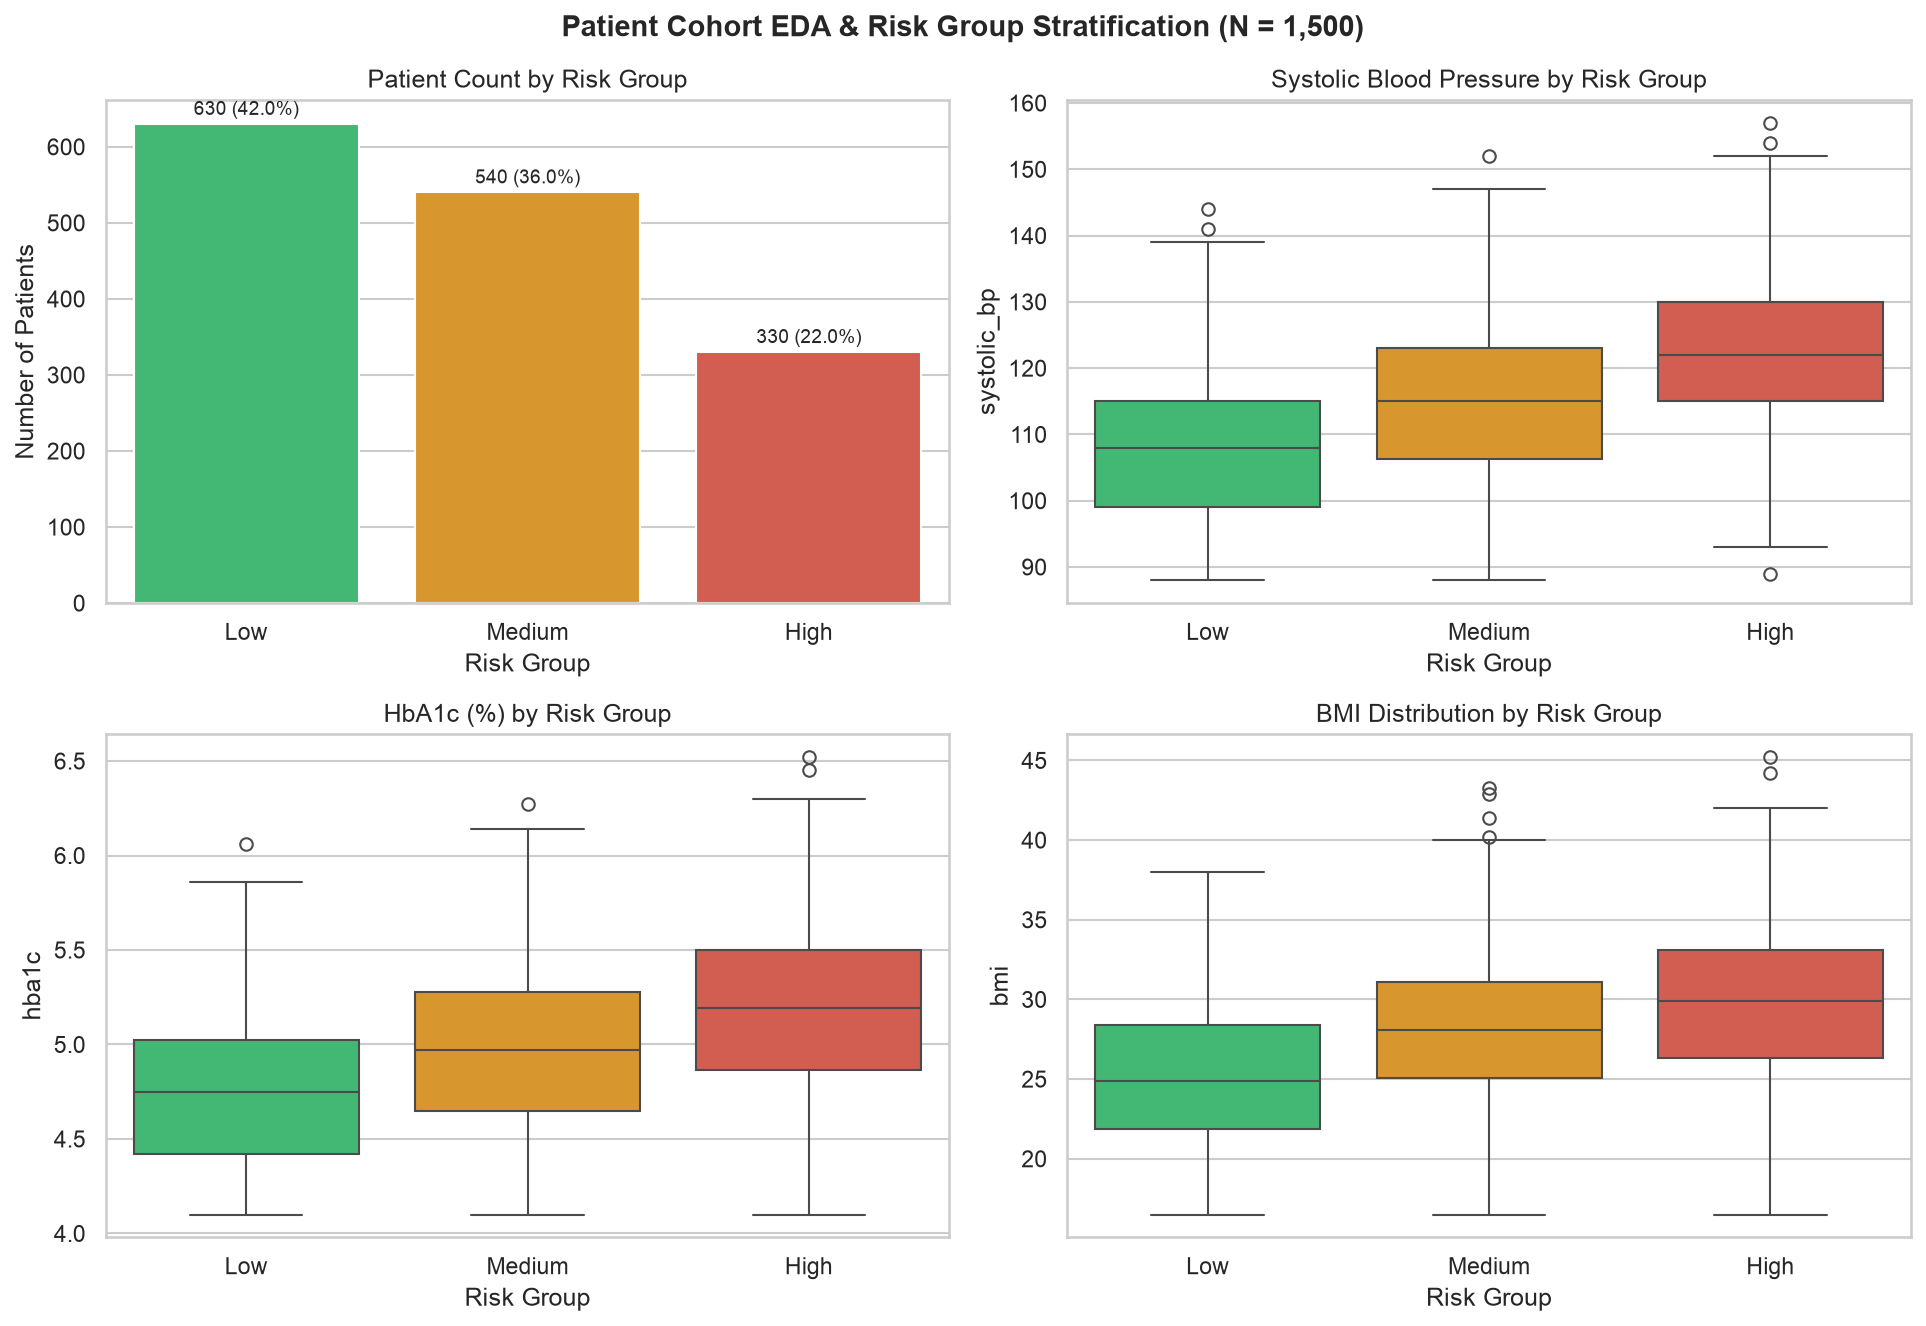 Patient Cohort EDA & Risk Group Stratification (N = 1,500)
Patient Count by Risk Group
630 (42.0%)
540 (36.0%)
330 (22.0%)
Number of Patients
600
500
400
300
200
100
0
Low Medium High
Risk Group
Systolic Blood Pressure by Risk Group
systolic_bp
160
150
140
130
120
110
100
90
Low Medium High
Risk Group
HbA1c (%) by Risk Group
hba1c
6.5
6.0
5.5
5.0
4.5
4.0
Low Medium High
Risk Group
BMI Distribution by Risk Group
bmi
45
40
35
30
25
20
Low Medium High
Risk Group